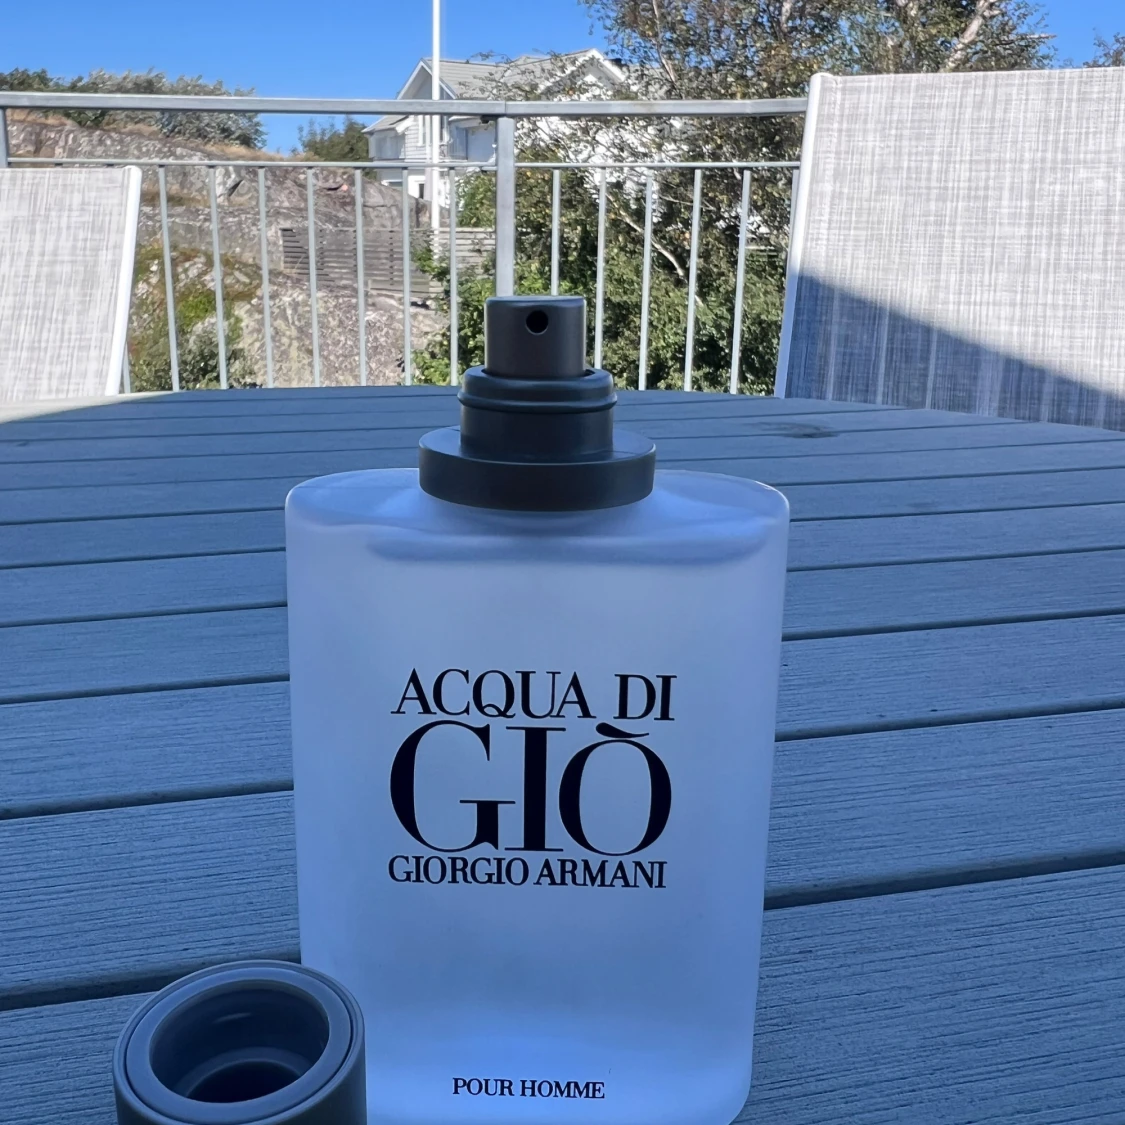 ACQUA DI
GIÒ
GIORGIO ARMANI
POUR HOMME